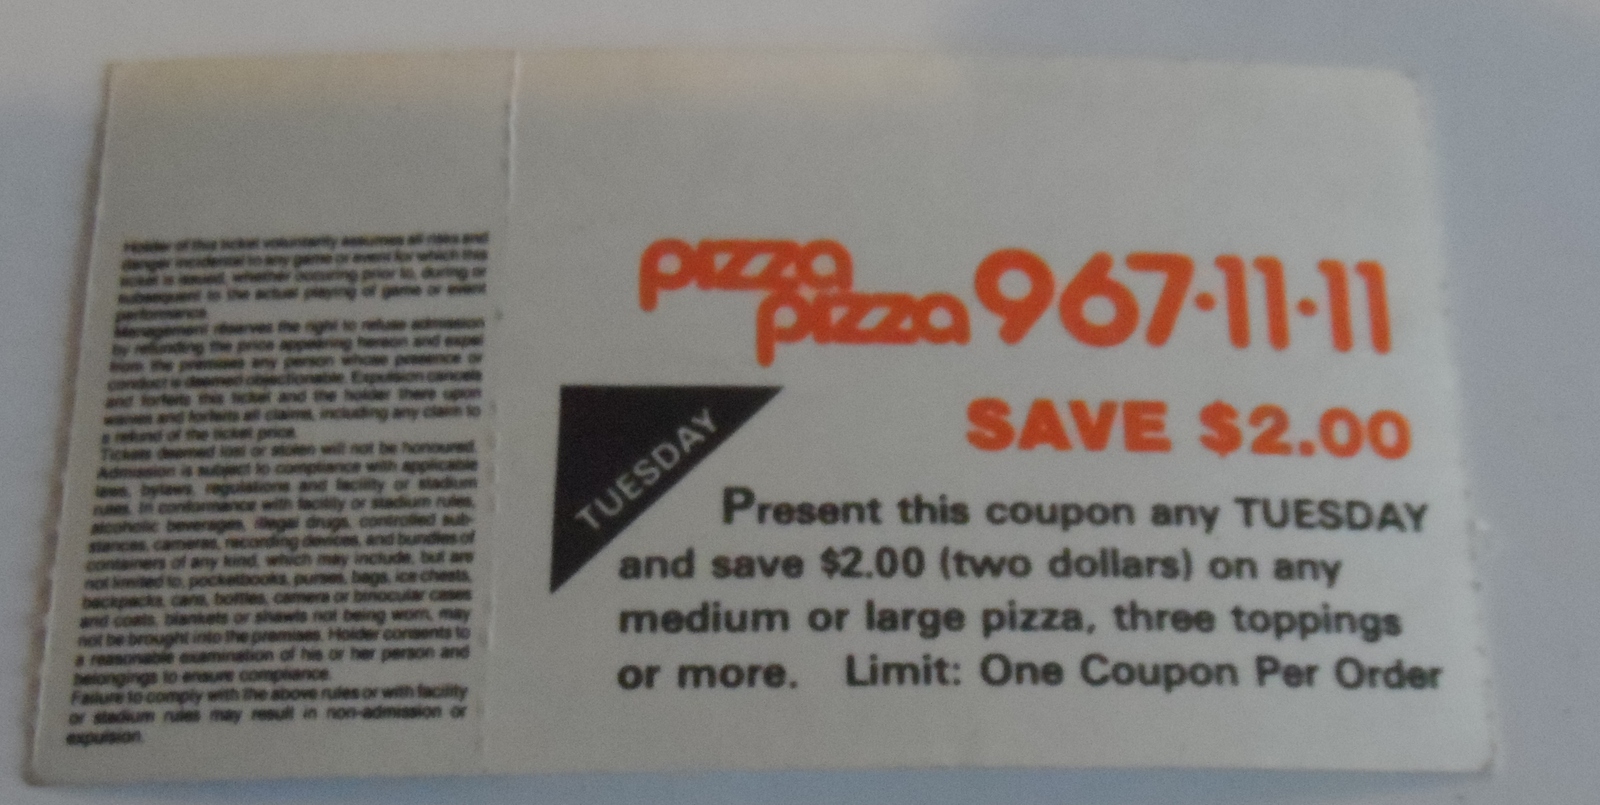 Holder of this ticket voluntarily assumes all risks and
danger incidental to any game or event for which this
ticket is issued, whether occuring prior to, during or
subsequent to the actual playing of game or event
performance.
Management reserves the right to refuse admission
by refunding the price appearing hereon and expel
from the premises any person whose presence or
conduct is deemed objectionable. Expulsion cancels
and forfeits this ticket and the holder there upon
waives and forfeits all claims, including any claim to
a refund of the ticket price.
Tickets deemed lost or stolen will not be honoured.
Admission is subject to compliance with applicable
laws, bylaws, regulations and facility or stadium
rules. In conformance with facility or stadium rules,
alcoholic beverages, illegal drugs, controlled sub-
stances, cameras, recording devices, and bundles of
containers of any kind, which may include, but are
not limited to, pocketbooks, purses, bags, ice chests,
backpacks, cans, bottles, camera or binocular cases
and coats, blankets or shawls not being worn, may
not be brought into the premises. Holder consents to
a reasonable examination of his or her person and
belongings to ensure compliance.
Failure to comply with the above rules or with facility
or stadium rules may result in non-admission or
expulsion.
pizza
pizza 967·11·11
SAVE $2.00
TUESDAY
Present this coupon any TUESDAY
and save $2.00 (two dollars) on any
medium or large pizza, three toppings
or more. Limit: One Coupon Per Order